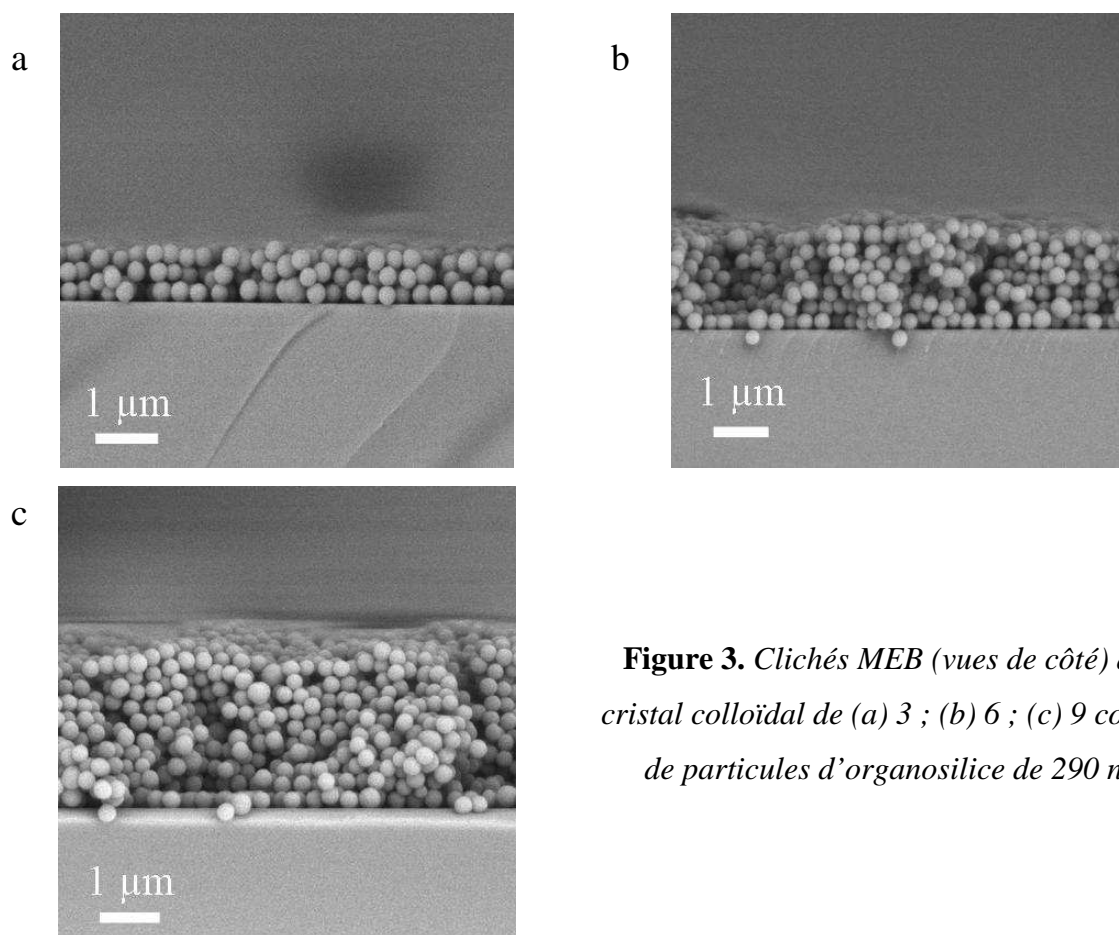 a
b
1 µm
1 µm
c
1 µm
Figure 3. Clichés MEB (vues de côté)
cristal colloïdal de (a) 3 ; (b) 6 ; (c) 9
de particules d’organosilice de 290